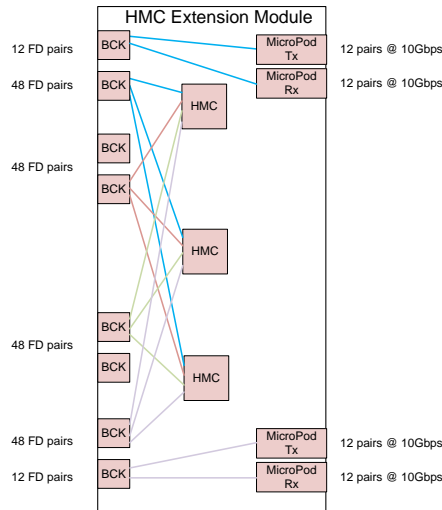 HMC Extension Module
12 FD pairs
BCK
MicroPod
Tx
12 pairs @ 10Gbps
48 FD pairs
BCK
MicroPod
Rx
12 pairs @ 10Gbps
HMC
BCK
48 FD pairs
BCK
HMC
BCK
48 FD pairs
BCK
HMC
48 FD pairs
BCK
MicroPod
Tx
12 pairs @ 10Gbps
12 FD pairs
BCK
MicroPod
Rx
12 pairs @ 10Gbps